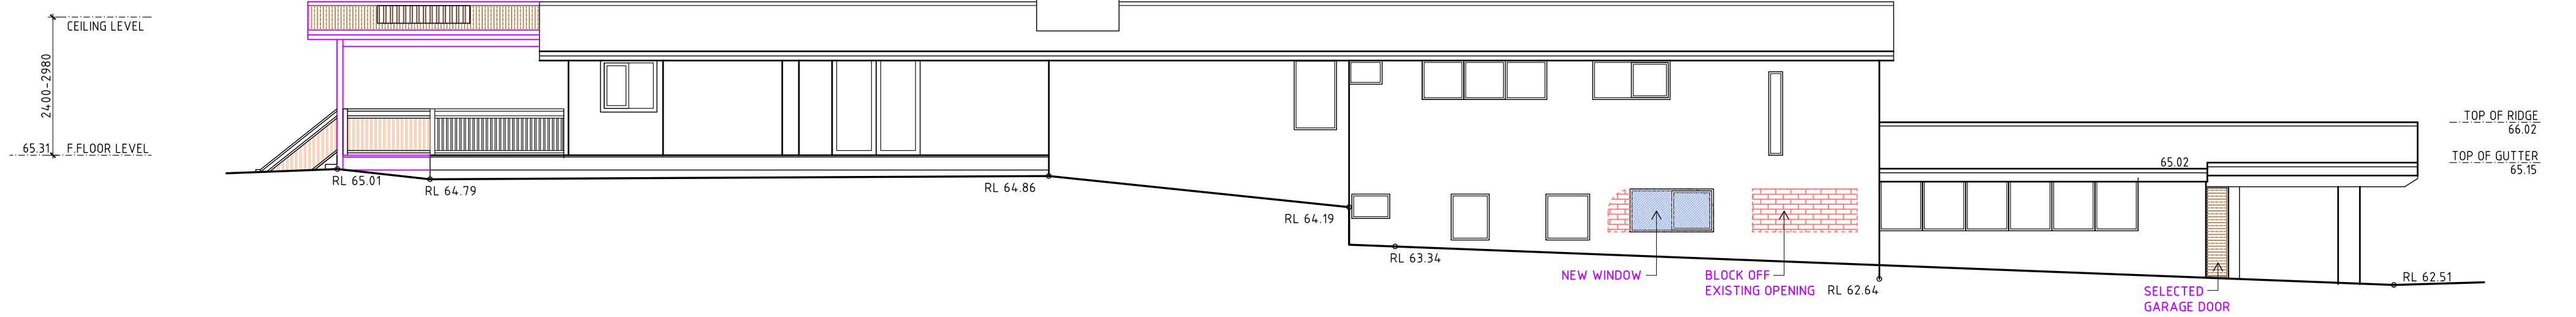 CEILING LEVEL
2400-2980
65.31 F.FLOOR LEVEL
RL 65.01
RL 64.79
RL 64.86
RL 64.19
RL 63.34
NEW WINDOW
BLOCK OFF
EXISTING OPENING
RL 62.64
65.02
TOP OF RIDGE
66.02
TOP OF GUTTER
65.15
SELECTED
GARAGE DOOR
RL 62.51